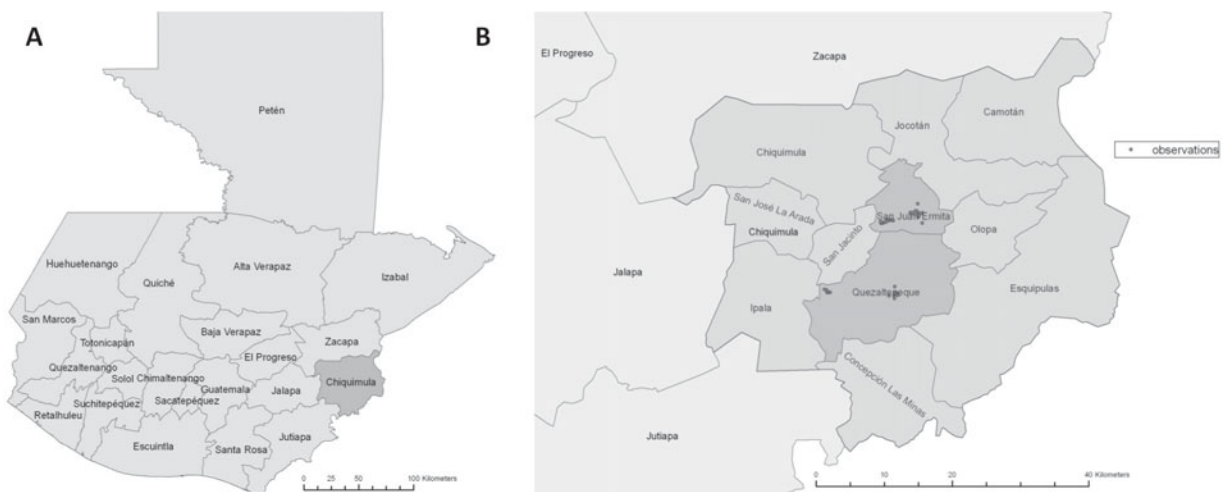 A
Petén
Huehuetenango
Quiché
Alta Verapaz
Izabal
San Marcos
Baja Verapaz
Zacapa
Totonicapán
El Progreso
Quezaltenango
Solol
Chimaltenango
Guatemala
Jalapa
Chiquimula
Retalhuleu
Suchitepéquez
Sacatepéquez
Escuintla
Santa Rosa
Jutiapa
0 25 50 100 Kilometers
B
El Progreso
Zacapa
Jocotán
Camotán
observations
Chiquimula
San José La Arada
Chiquimula
San Juan Ermita
San Jacinto
Olopa
Jalapa
Ipala
Quezaltepeque
Esquipulas
Concepción Las Minas
Jutiapa
0 10 20 40 Kilometers